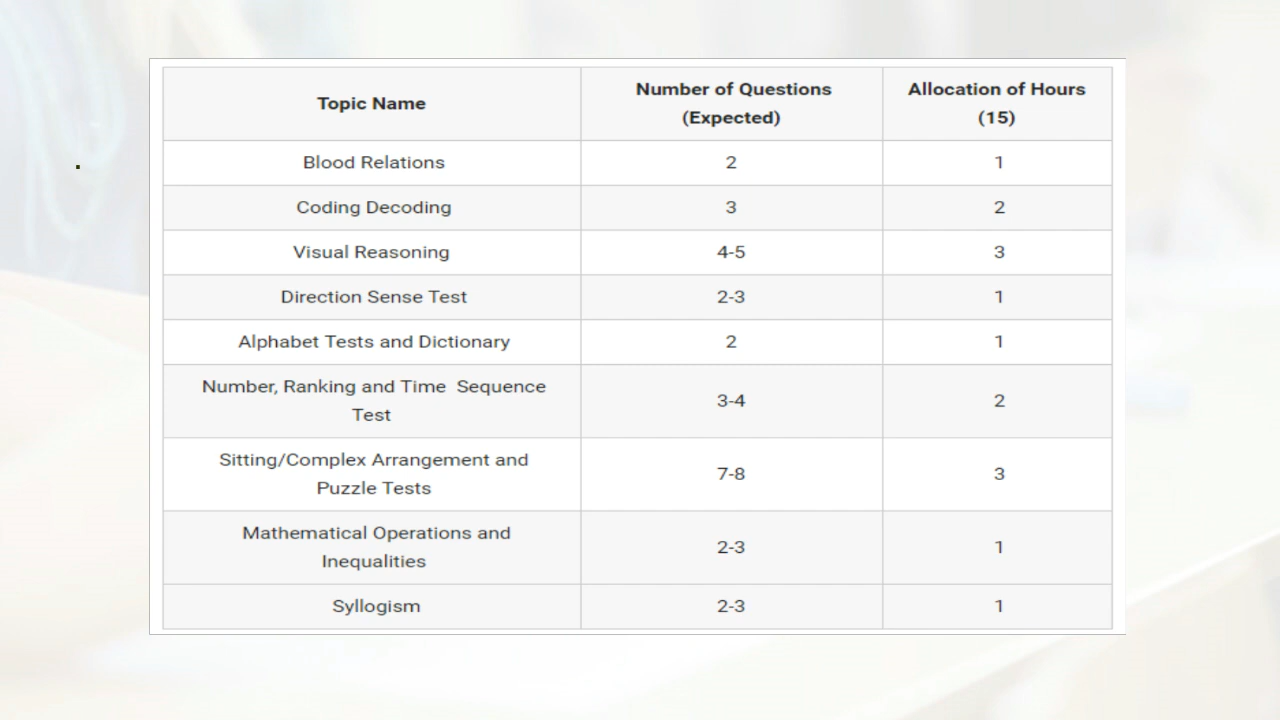 Topic Name
Number of Questions
(Expected)
Allocation of Hours
(15)
Blood Relations
2
1
Coding Decoding
3
2
Visual Reasoning
4-5
3
Direction Sense Test
2-3
1
Alphabet Tests and Dictionary
2
1
Number, Ranking and Time  Sequence
Test
3-4
2
Sitting/Complex Arrangement and
Puzzle Tests
7-8
3
Mathematical Operations and
Inequalities
2-3
1
Syllogism
2-3
1